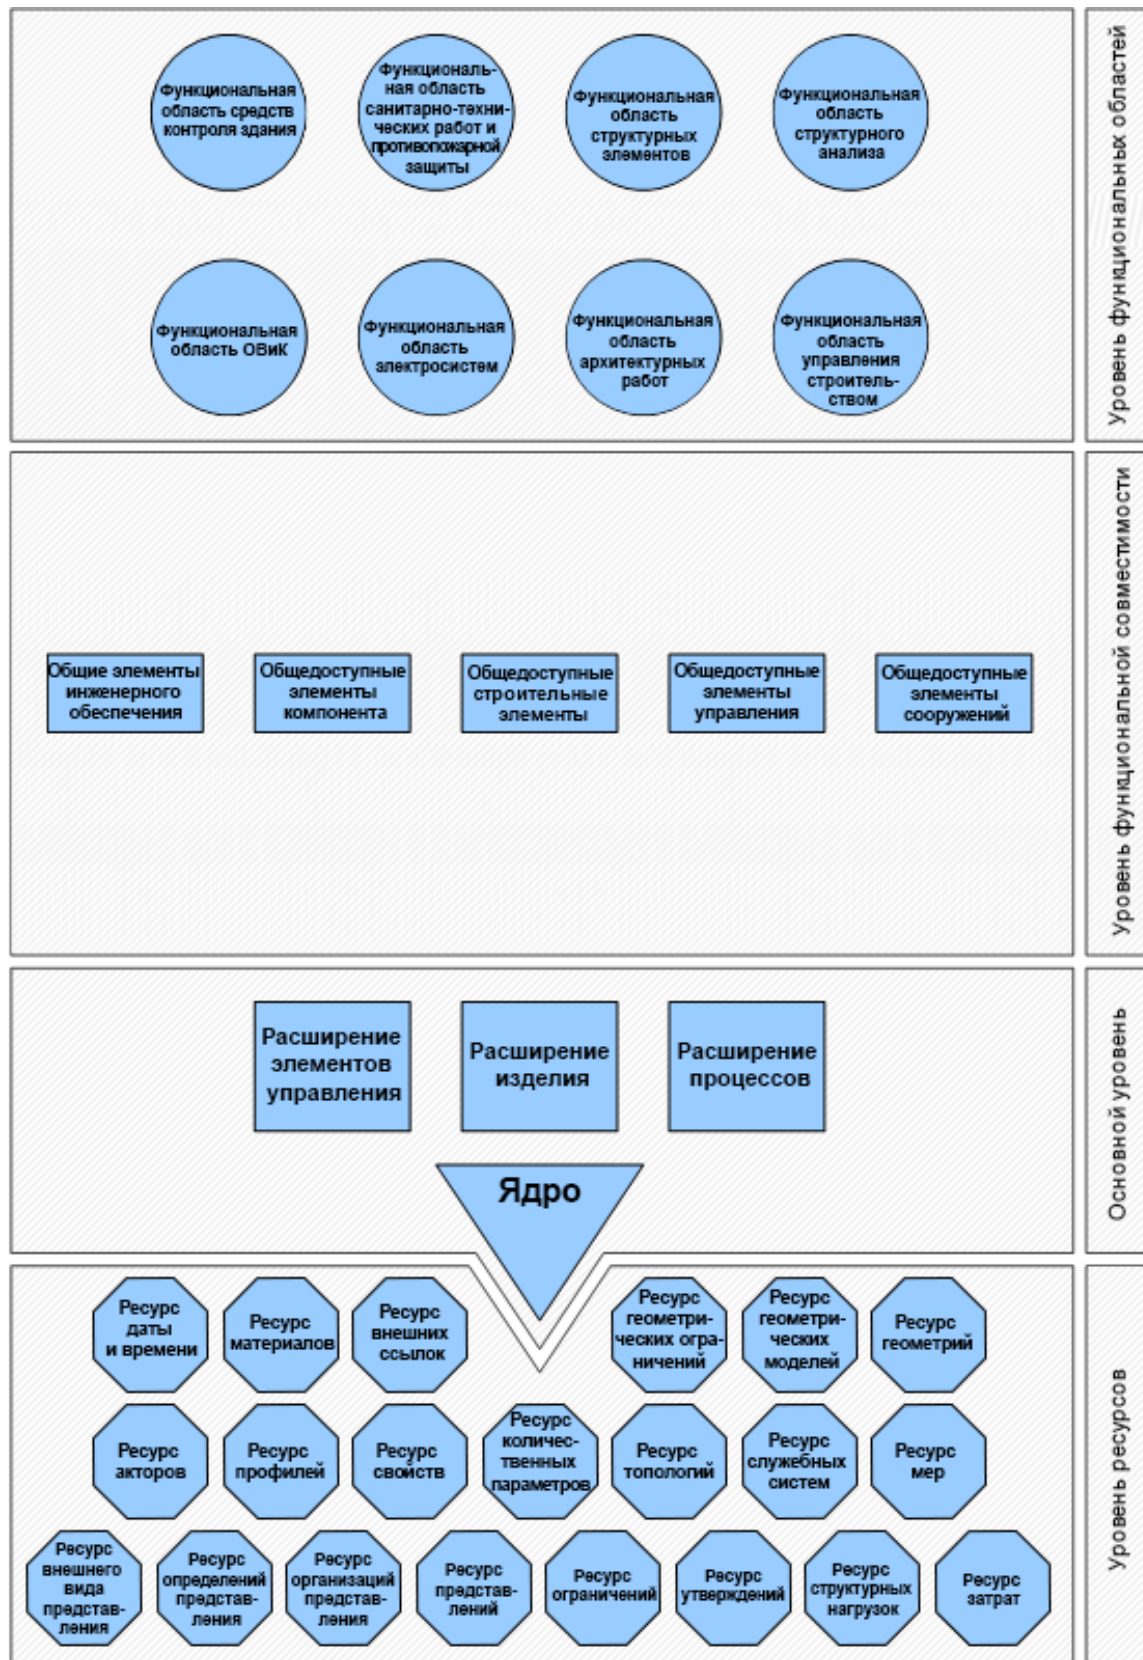 Функциональная
область средств
контроля здания
Функциональ-
ная область
санитарно-техни-
ческих работ и
противопожарной
защиты
Функциональная
область
структурных
элементов
Функциональная
область
структурного
анализа
Функциональная
область ОВиК
Функциональная
область
электросистем
Функциональная
область
архитектурных
работ
Функциональная
область
управления
строитель-
ством
Уровень функциональных областей
Общие элементы
инженерного
обеспечения
Общедоступные
элементы
компонента
Общедоступные
строительные
элементы
Общедоступные
элементы
управления
Общедоступные
элементы
сооружений
Уровень функциональной совместимости
Расширение
элементов
управления
Расширение
изделия
Расширение
процессов
Ядро
Основной уровень
Ресурс
даты
и времени
Ресурс
материалов
Ресурс
внешних
ссылок
Ресурс
геометри-
ческих огра-
ничений
Ресурс
геометри-
ческих
моделей
Ресурс
геометрий
Ресурс
акторов
Ресурс
профилей
Ресурс
свойств
Ресурс
количес-
твенных
параметров
Ресурс
топологий
Ресурс
служебных
систем
Ресурс
мер
Ресурс
внешнего
вида
представ-
ления
Ресурс
определений
представ-
ления
Ресурс
организаций
представ-
ления
Ресурс
представ-
лений
Ресурс
ограничений
Ресурс
утверждений
Ресурс
структурных
нагрузок
Ресурс
затрат
Уровень ресурсов